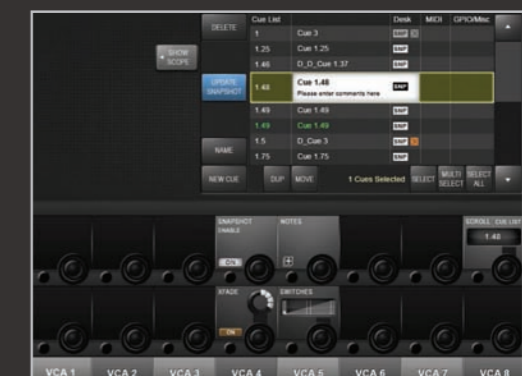 DELETE
Cue List Desk MIDI GPIO/Misc
1 Cue 3 SNP
SHOW SCOPE
1.25 Cue 1.25 SNP
1.46 D_D_Cue 1.37 SNP
UPDATE SNAPSHOT
1.48 Cue 1.48 SNP
Please enter comments here
1.49 Cue 1.49 SNP
1.49 Cue 1.49 SNP
NAME
1.5 D_Cue 3 SNP
1.75 Cue 1.75 SNP
NEW CUE DUP MOVE 1 Cues Selected SELECT MULTI SELECT SELECT ALL
SNAPSHOT NOTES SCROLL CUE LIST
ENABLE
1.48
ON
XFADE SWITCHES
ON
VCA 1 VCA 2 VCA 3 VCA 4 VCA 5 VCA 6 VCA 7 VCA 8